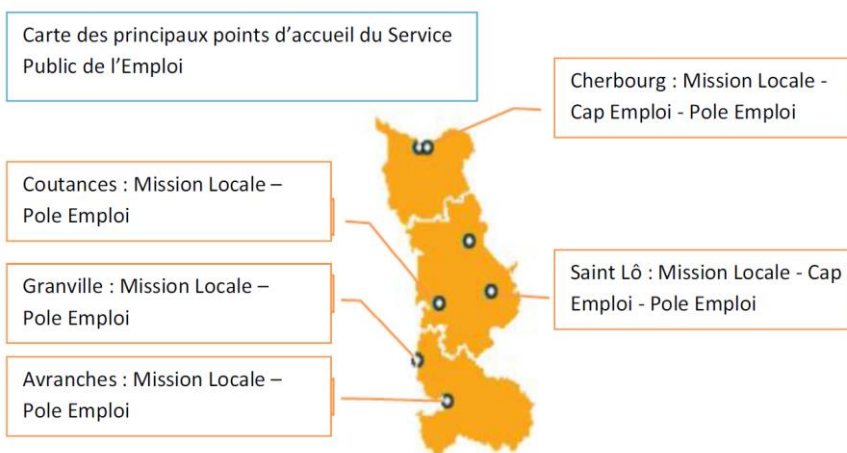 Carte des principaux points d’accueil du Service
Public de l’Emploi
Cherbourg : Mission Locale -
Cap Emploi - Pole Emploi
Coutances : Mission Locale –
Pole Emploi
Granville : Mission Locale –
Pole Emploi
Saint Lô : Mission Locale - Cap
Emploi - Pole Emploi
Avranches : Mission Locale –
Pole Emploi